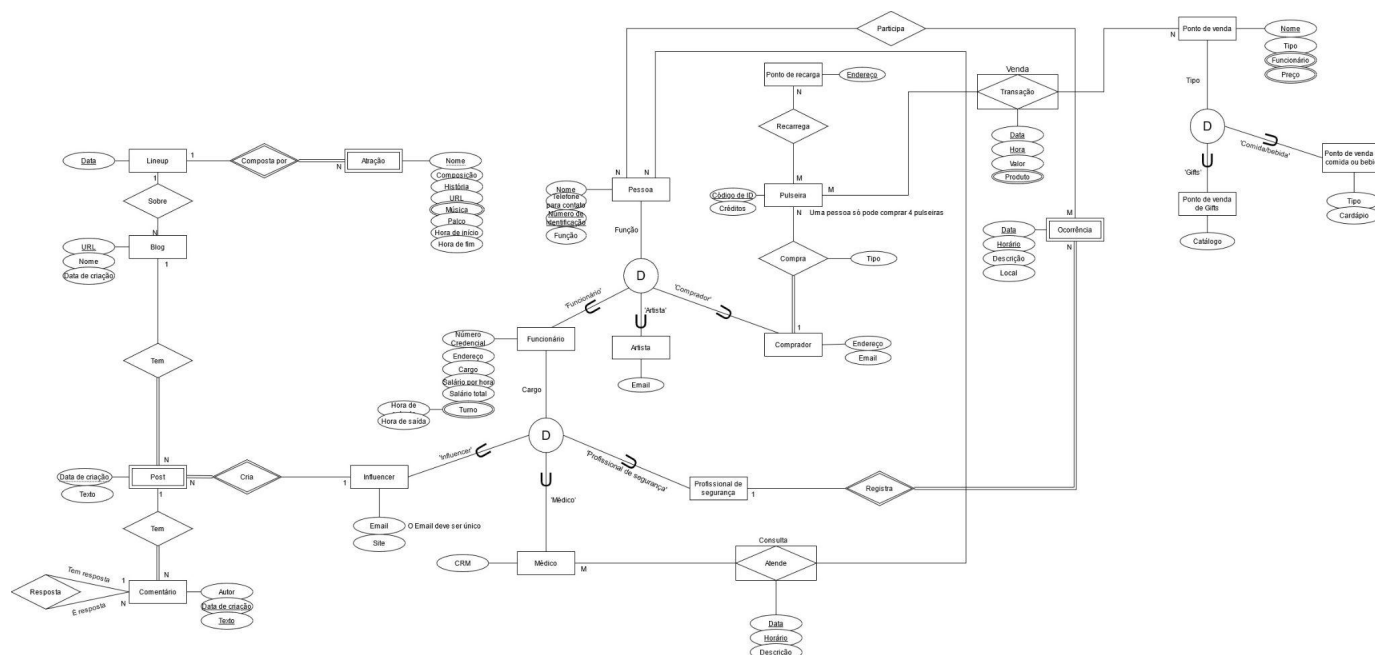 Participa
N
Ponto de venda
Nome
Tipo
Funcionário
Preço
Ponto de recarga
Endereço
N
Venda
Transação
M
N
Tipo
Recarrega
Data
Hora
Valor
Produto
D
'Comida/bebida'
'Gifts'
Ponto de venda
comida ou bebi
Tipo
Cardápio
Ponto de venda
de Gifts
Catálogo
Data
Lineup
1
Composta por
N
Atração
Nome
Composição
História
URL
Música
Palco
Hora de início
Hora de fim
1
Sobre
N
URL
Nome
Data de criação
Blog
1
N
N
Nome
Telefone
para contato
Número de
identificação
Função
Pessoa
Função
M
Código de ID
Créditos
Pulseira
M
N
Uma pessoa só pode comprar 4 pulseiras
Compra
Tipo
M
Data
Horário
Descrição
Local
Ocorrência
N
D
'Funcionário'
'Artista'
'Comprador'
1
Comprador
Endereço
Email
Artista
Email
Número
Credencial
Endereço
Cargo
Salário por hora
Salário total
Turno
Hora de
Hora de saída
Funcionário
Cargo
D
'Influencer'
'Médico'
'Profissional de segurança'
Tem
N
Data de criação
Texto
Post
N
Cria
1
Influencer
Email
O Email deve ser único
Site
Profissional de
segurança
1
Registra
1
Tem
N
CRM
Médico
M
Consulta
Atende
Data
Horário
Descrição
Resposta
Tem resposta
1
É resposta
N
Comentário
Autor
Data de criação
Texto